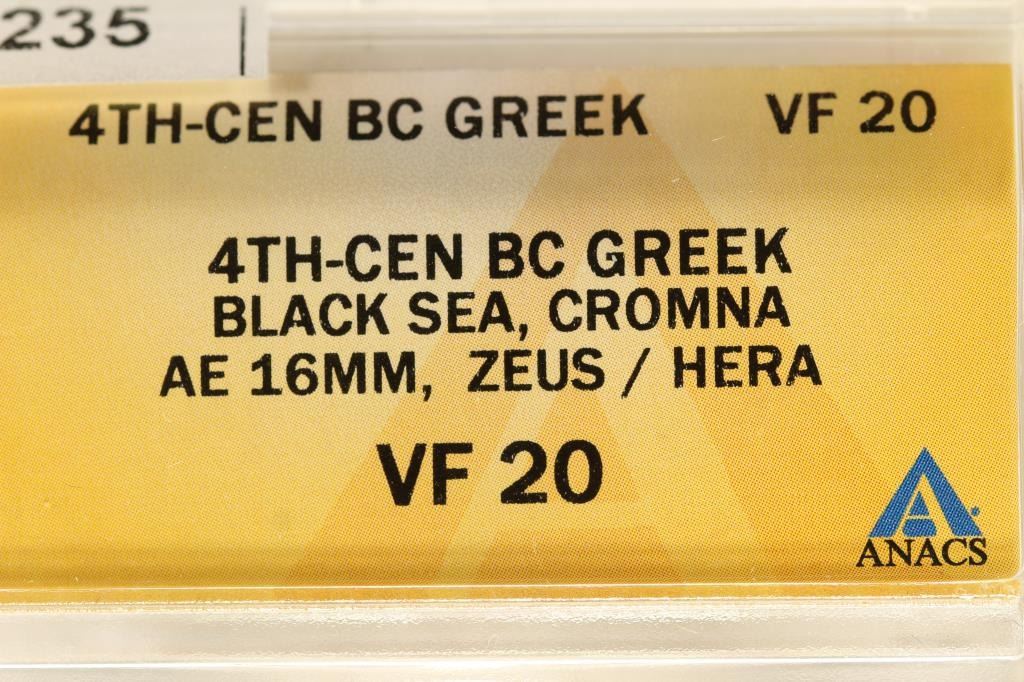 235
4TH-CEN BC GREEK VF 20
4TH-CEN BC GREEK
BLACK SEA, CROMNA
AE 16MM, ZEUS / HERA
VF 20
ANACS